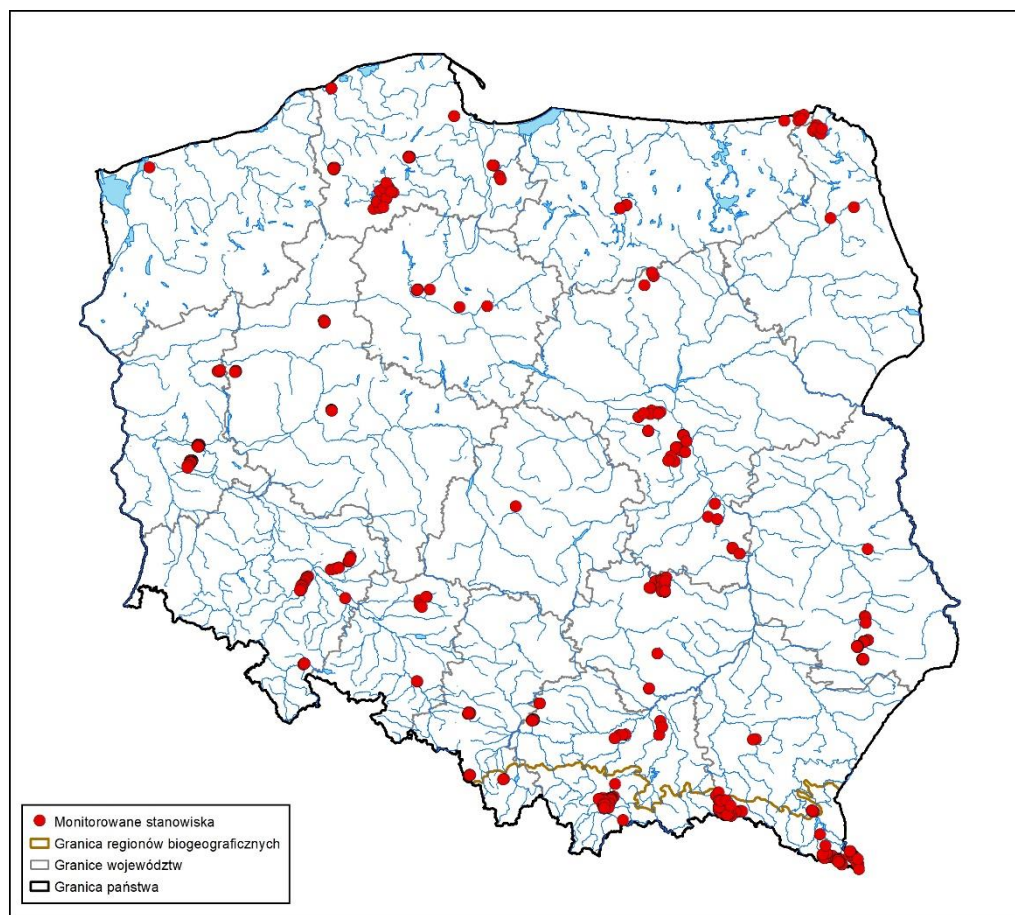 Monitorowane stanowiska
Granica regionów biogeograficznych
Granice województw
Granica państwa